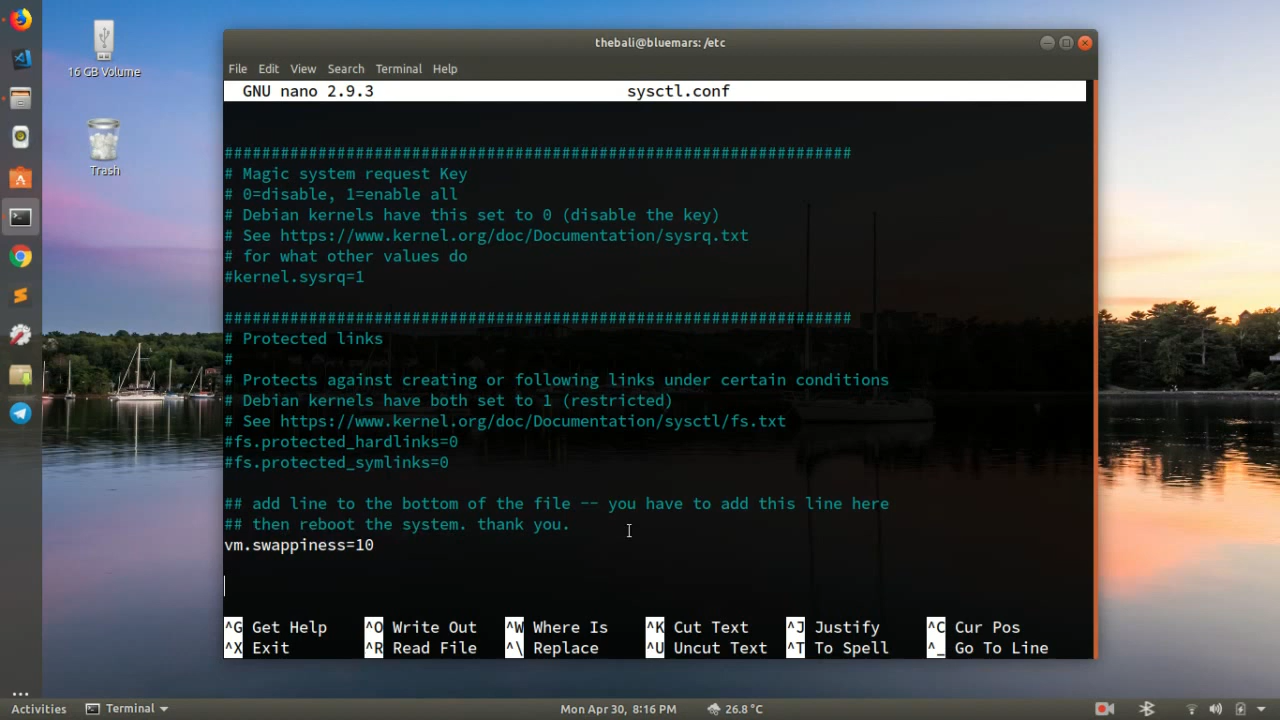 thebali@bluemars: /etc
16 GB Volume
Trash
File Edit View Search Terminal Help
GNU nano 2.9.3 sysctl.conf
###################################################################
# Magic system request Key
# 0=disable, 1=enable all
# Debian kernels have this set to 0 (disable the key)
# See https://www.kernel.org/doc/Documentation/sysrq.txt
# for what other values do
#kernel.sysrq=1
###################################################################
# Protected links
#
# Protects against creating or following links under certain conditions
# Debian kernels have both set to 1 (restricted)
# See https://www.kernel.org/doc/Documentation/sysctl/fs.txt
#fs.protected_hardlinks=0
#fs.protected_symlinks=0
## add line to the bottom of the file -- you have to add this line here
## then reboot the system. thank you.
vm.swappiness=10
^G Get Help ^O Write Out ^W Where Is ^K Cut Text ^J Justify ^C Cur Pos
^X Exit ^R Read File ^\ Replace ^U Uncut Text ^T To Spell ^_ Go To Line
Activities Terminal Mon Apr 30, 8:16 PM 26.8 °C